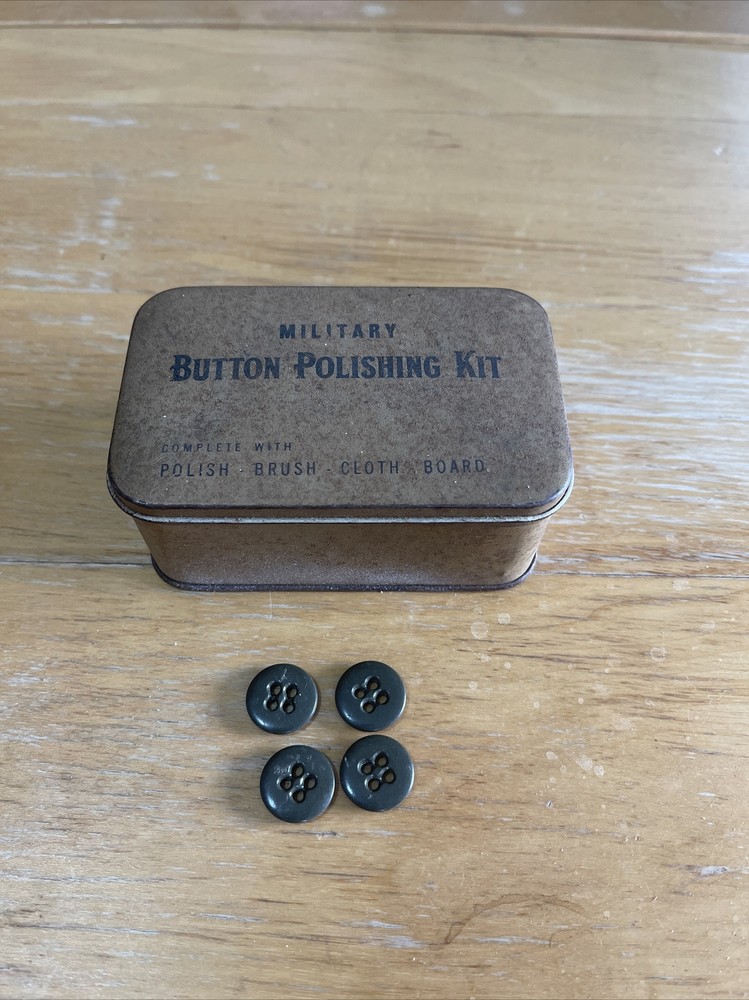 MILITARY
BUTTON POLISHING KIT
COMPLETE WITH
POLISH - BRUSH - CLOTH - BOARD